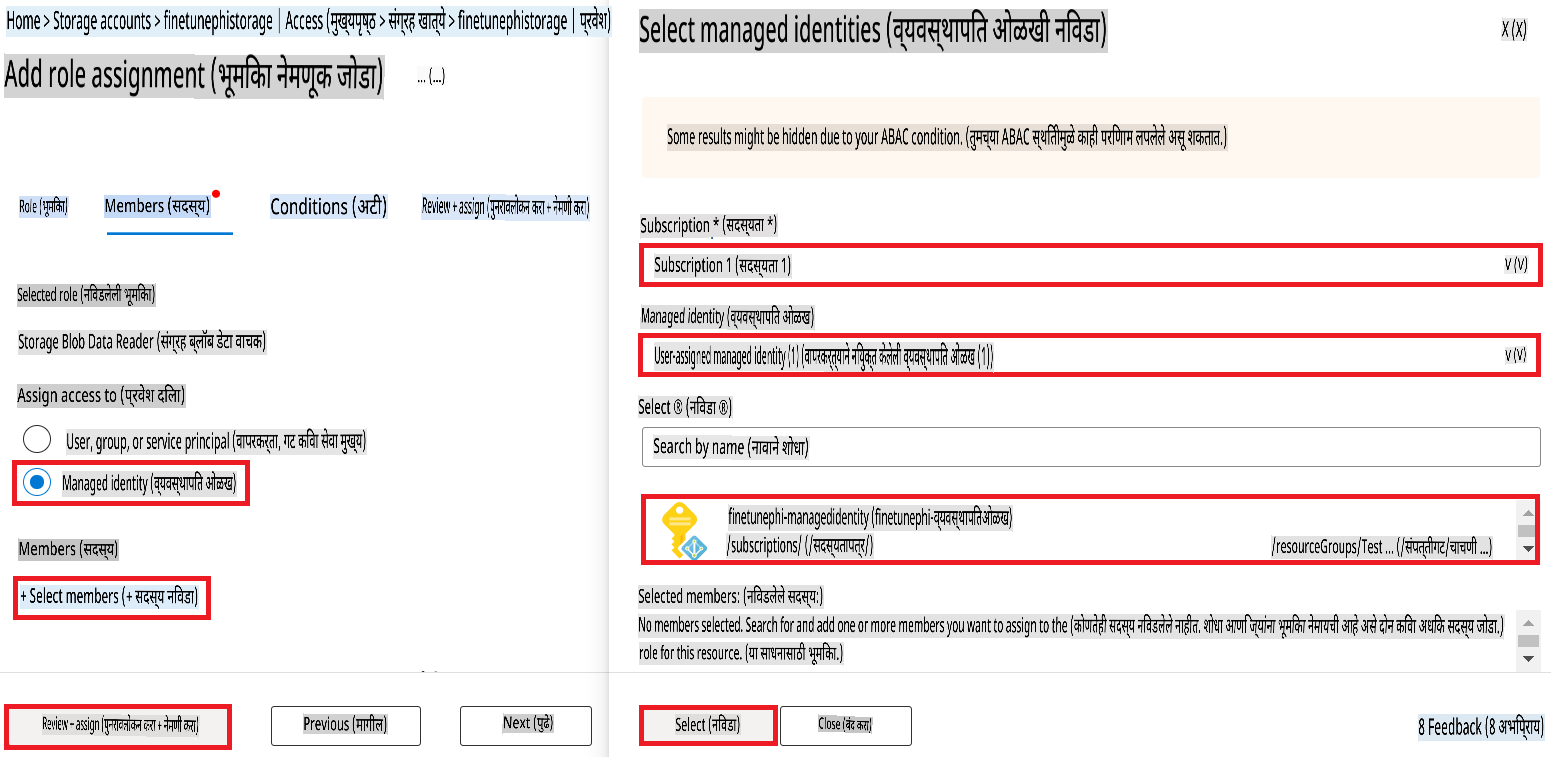 Home > Storage accounts > finetunephistorage | Access (मुख्यपृष्ठ > संग्रह खात्ये > finetunephistorage | प्रवेश)
Add role assignment (भूमिका नेमणूक जोडा)
... (...)
Role (भूमिका)
Members (सदस्य)
Conditions (अटी)
Review + assign (पुनरावलोकन करा + नेमणी करा)
Selected role (निवडलेली भूमिका)
Storage Blob Data Reader (संग्रह ब्लॉब डेटा वाचक)
Assign access to (प्रवेश दिला)
User, group, or service principal (वापरकर्ता, गट किवा सेवा मुख्य)
Managed identity (व्यवस्थापित ओळख)
Members (सदस्य)
+ Select members (+ सदस्य निवडा)
Review - assign (पुनरावलोकन करा + नेमणी करा)
Previous (मागील)
Next (पुढे)
Select managed identities (व्यवस्थापित ओळखी निवडा)
X (X)
Some results might be hidden due to your ABAC condition. (तुमच्या ABAC स्थितीमुळे काही परिणाम लपलेले असू शकतात.)
Subscription * (सदस्यता *)
Subscription 1 (सदस्यता 1)
V (V)
Managed identity (व्यवस्थापित ओळख)
User-assigned managed identity (1) (वापरकर्त्याने नियुक्त केलेली व्यवस्थापित ओळख (1))
V (V)
Select ® (निवडा ®)
Search by name (नावाने शोधा)
finetunephi-managedidentity (finetunephi-व्यवस्थापितओळख)
/subscriptions/ (/सदस्यतापत्र/)
/resourceGroups/Test ... (/संपत्तीगट/चाचणी ...)
Selected members: (निवडलेले सदस्य:)
No members selected. Search for and add one or more members you want to assign to the (कोणतेही सदस्य निवडलेले नाहीत. शोधा आणि ज्यांना भूमिका नेमायची आहे असे दोन किवा अधिक सदस्य जोडा.)
role for this resource. (या साधनासाठी भूमिका.)
Select (निवडा)
Close (बंद करा)
8 Feedback (8 अभिप्राय)